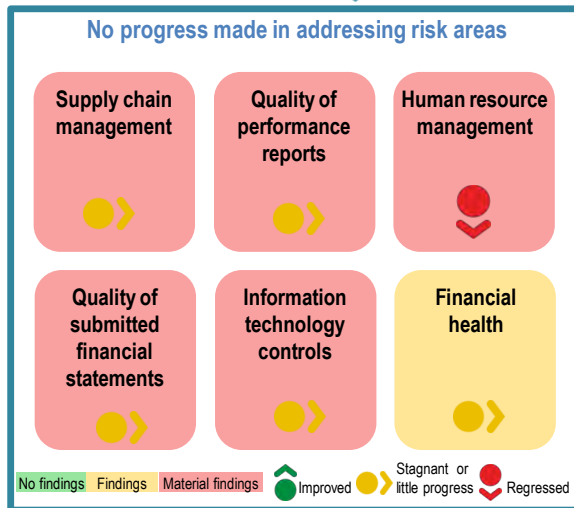 No progress made in addressing risk areas
Supply chain
management
Quality of
performance
reports
Human resource
management
Quality of
submitted
financial
statements
Information
technology
controls
Financial
health
No findings
Findings
Material findings
Improved
Stagnant or
little progress
Regressed